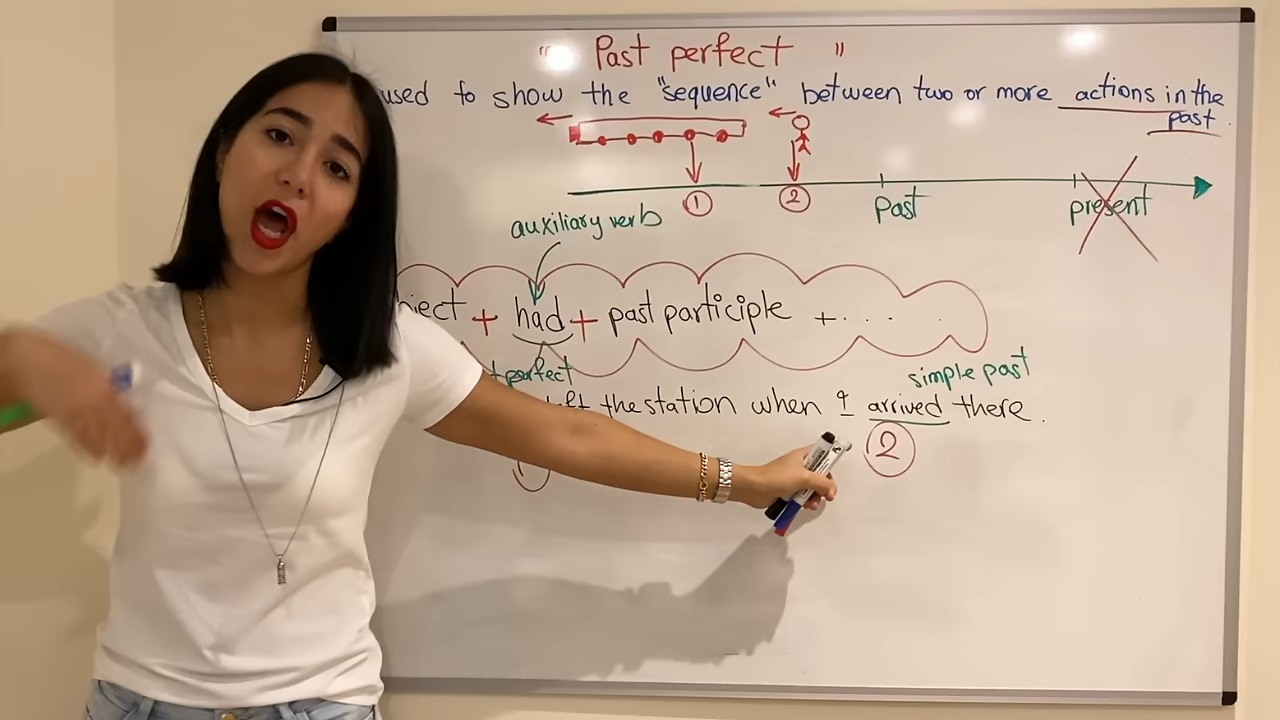 " Past perfect "
used to show the "sequence" between two or more actions in the
past.
1 2 past present
auxiliary verb
+ had + past participle + . . . .
perfect simple past
the station when I arrived there.
2